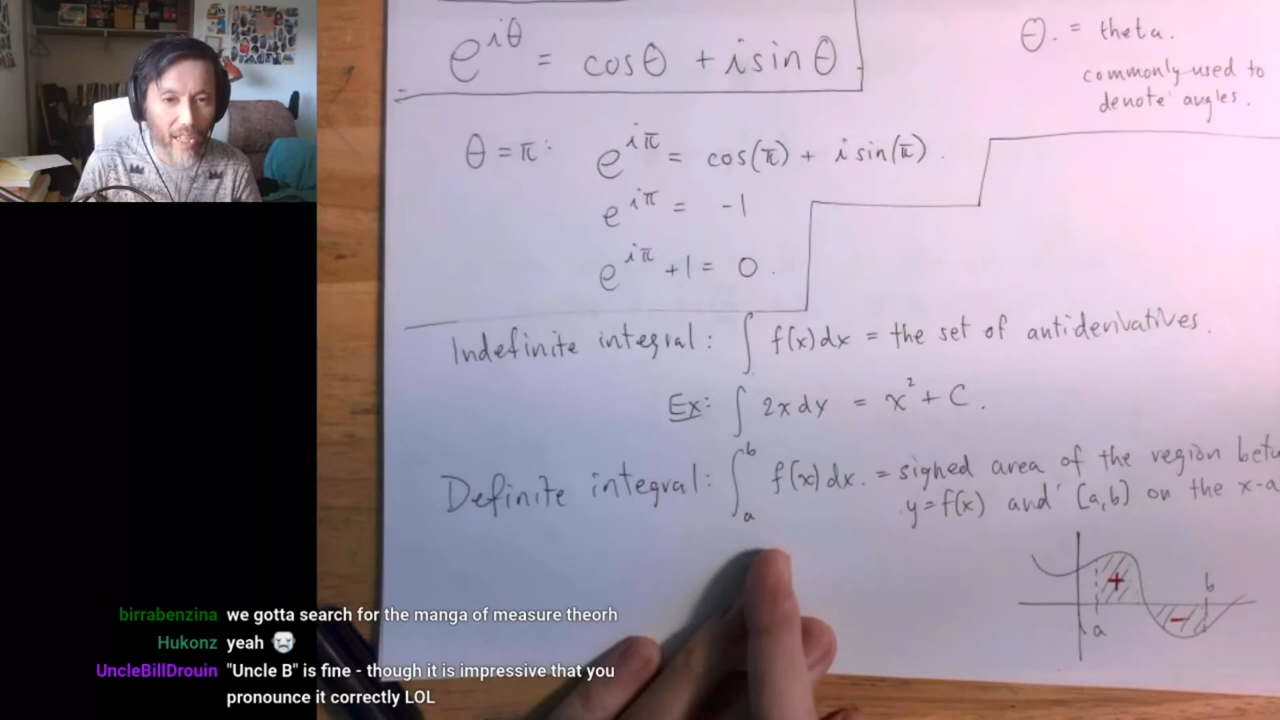 e^{iθ} = cosθ + i sin θ
θ. = theta.
commonly used to
denote angles.
θ = π: e^{iπ} = cos(π) + i sin(π).
e^{iπ} = -1
e^{iπ} +1 = 0.
Indefinite integral: ∫ f(x) dx = the set of antiderivatives.
Ex: ∫ 2x dx = x² + C.
Definite integral: ∫_a^b f(x) dx. = signed area of the region
y=f(x) and [a,b] on the
+
-
a
b
birrabenzina we gotta search for the manga of measure theorh
Hukonz yeah
UncleBillDrouin "Uncle B" is fine - though it is impressive that you
pronounce it correctly LOL